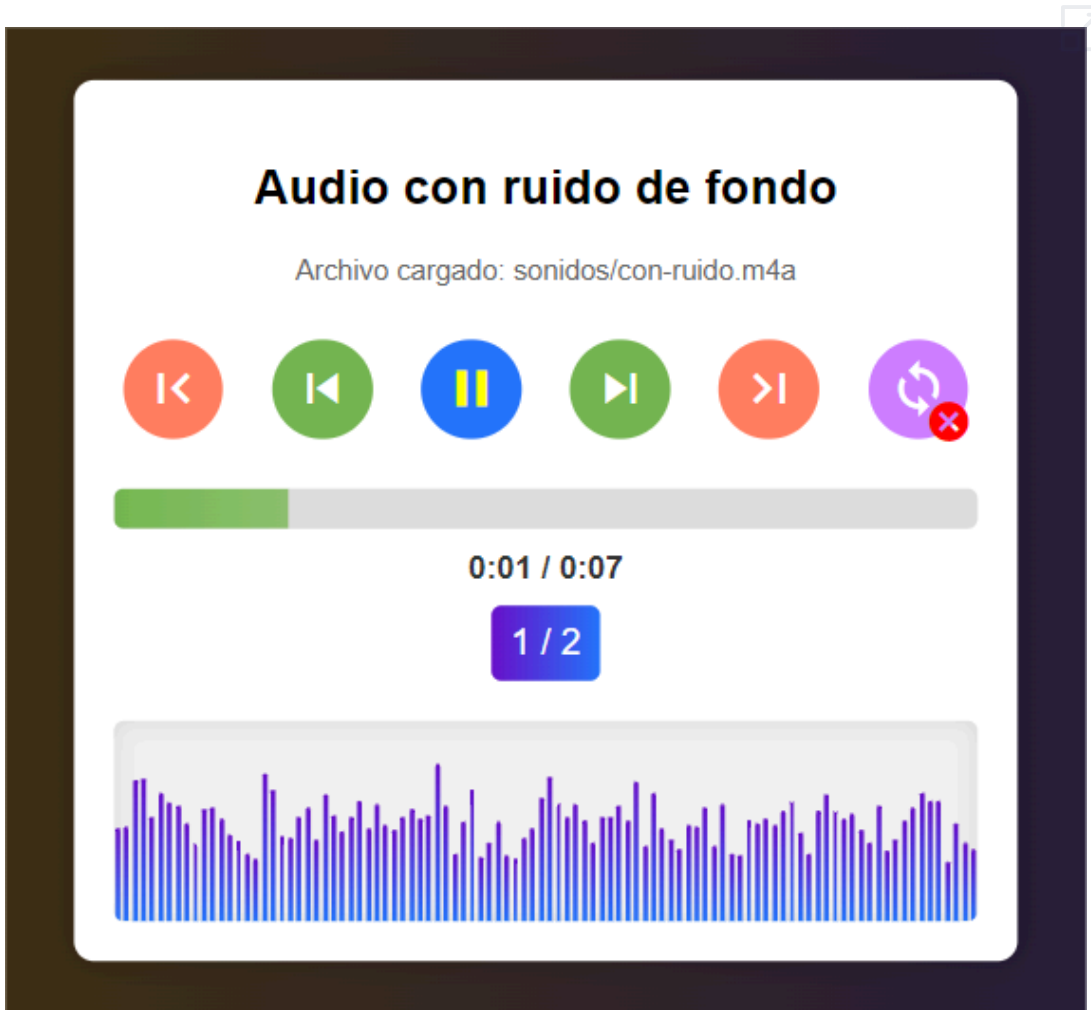 Audio con ruido de fondo
Archivo cargado: sonidos/con-ruido.m4a
0:01 / 0:07
1 / 2